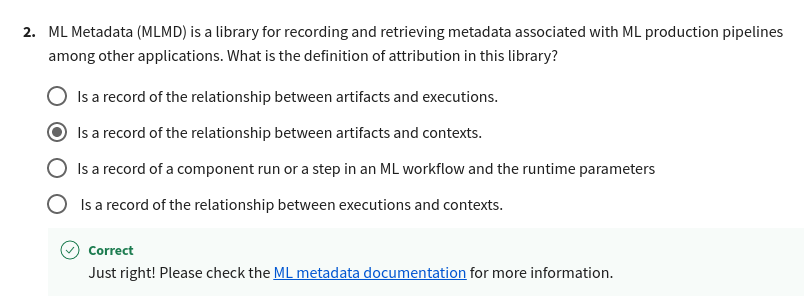 2. ML Metadata (MLMD) is a library for recording and retrieving metadata associated with ML production pipelines
among other applications. What is the definition of attribution in this library?
Is a record of the relationship between artifacts and executions.
Is a record of the relationship between artifacts and contexts.
Is a record of a component run or a step in an ML workflow and the runtime parameters
Is a record of the relationship between executions and contexts.
Correct
Just right! Please check the ML metadata documentation for more information.